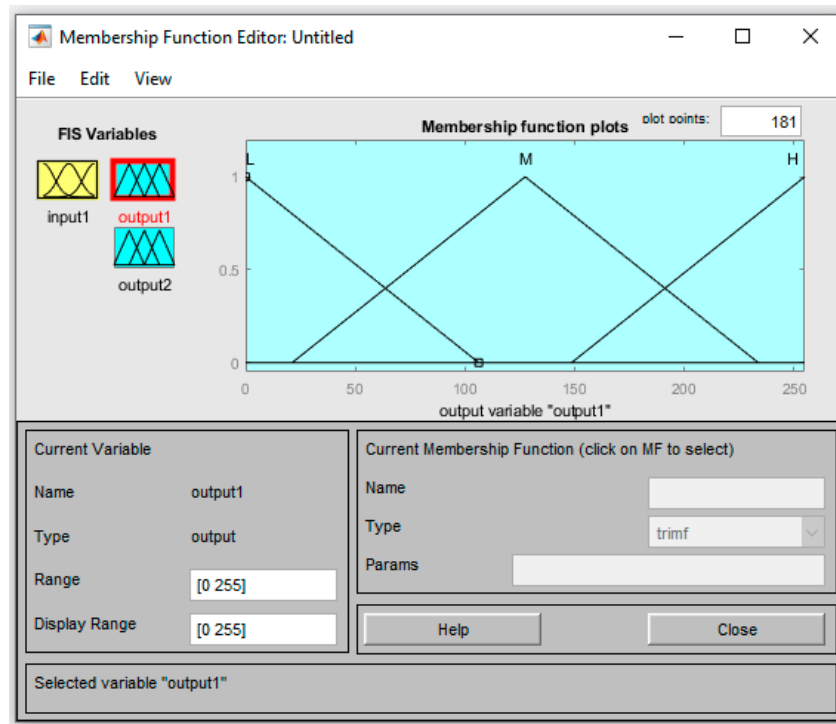 Membership Function Editor: Untitled
File Edit View
FIS Variables
input1
output1
output2
Membership function plots
plot points:
181
L
M
H
1
0.5
0
0
50
100
150
200
250
output variable "output1"
Current Variable
Name
output1
Type
output
Range
[0 255]
Display Range
[0 255]
Current Membership Function (click on MF to select)
Name
Type
trimf
Params
Help
Close
Selected variable "output1"